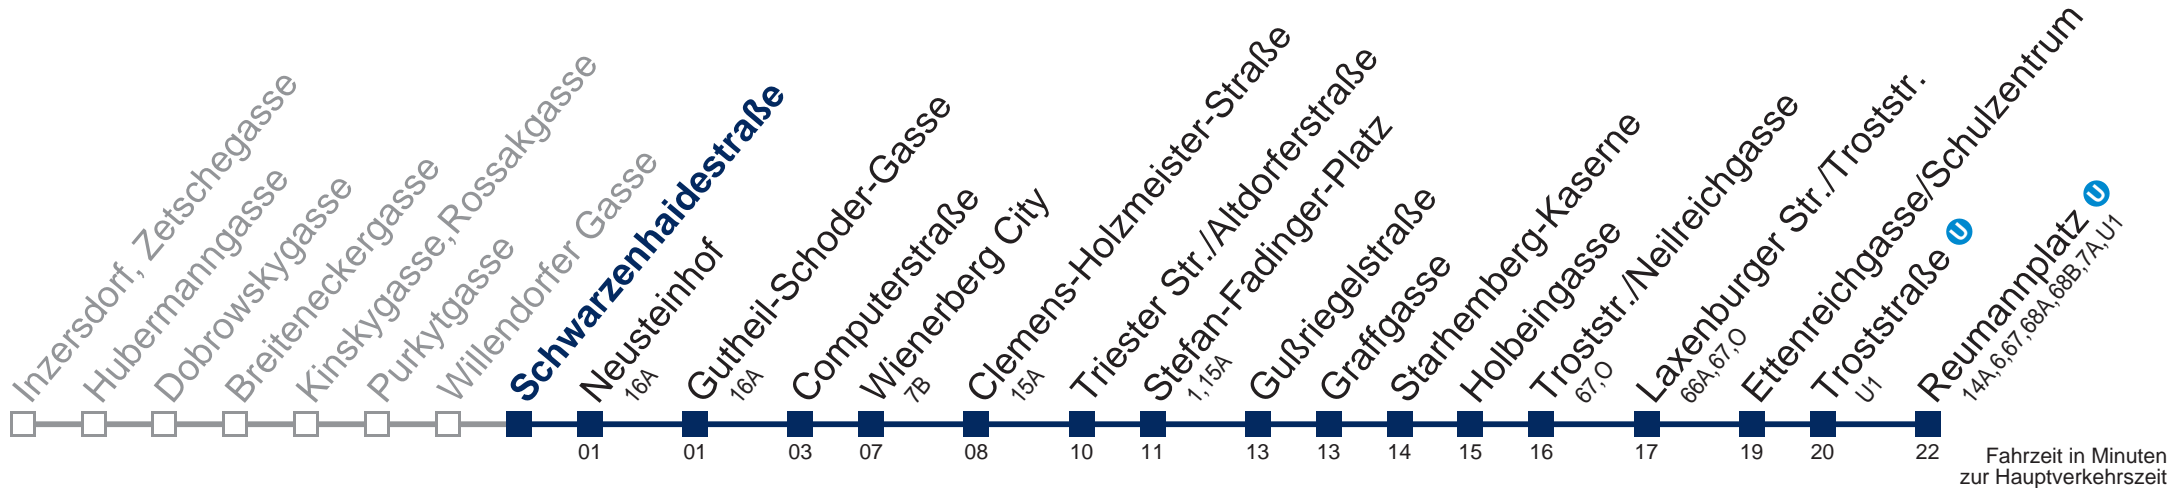 Inzersdorf, Zetschegasse
Hubermanngasse
Dobrowskygasse
Breiteneckergasse
Kinskygasse,Rossakgasse
Purkytgasse
Willendorfer Gasse
Schwarzenhaidestraße
Neusteinhof
16A
Gutheil-Schoder-Gasse
16A
Computerstraße
Wienerberg City
7B
Clemens-Holzmeister-Straße
15A
Triester Str./Altdorferstraße
Stefan-Fadinger-Platz
1, 15A
Gußriegelstraße
Graffgasse
Starhemberg-Kaserne
Holbeingasse
Troststr./Neilreichgasse
67,O
Laxenburger Str./Troststr.
66A,67,O
Ettenreichgasse/Schulzentrum
Troststraße U
U1
Reumannplatz U
14A,6,67,68A,68B,7A,U1
01 01 03 07 08 10 11 13 13 14 15 16 17 19 20 22
Fahrzeit in Minuten
zur Hauptverkehrszeit